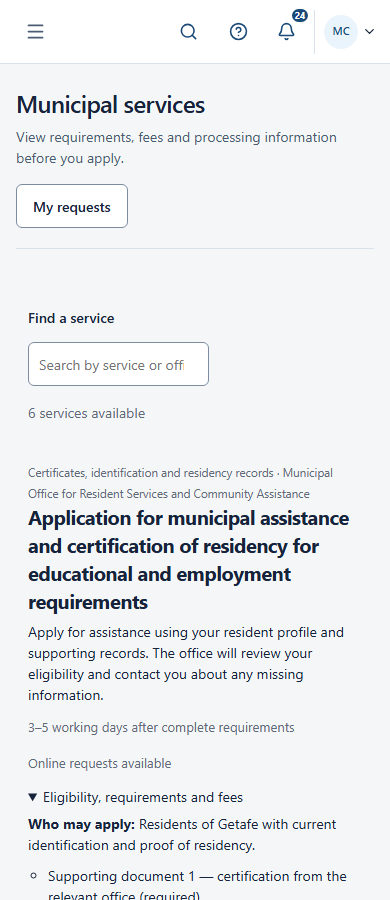 24
MC
Municipal services
View requirements, fees and processing information
before you apply.
My requests
Find a service
Search by service or off
6 services available
Certificates, identification and residency records · Municipal
Office for Resident Services and Community Assistance
Application for municipal assistance
and certification of residency for
educational and employment
requirements
Apply for assistance using your resident profile and
supporting records. The office will review your
eligibility and contact you about any missing
information.
3–5 working days after complete requirements
Online requests available
Eligibility, requirements and fees
Who may apply: Residents of Getafe with current
identification and proof of residency.
Supporting document 1 — certification from the
relevant office (required)